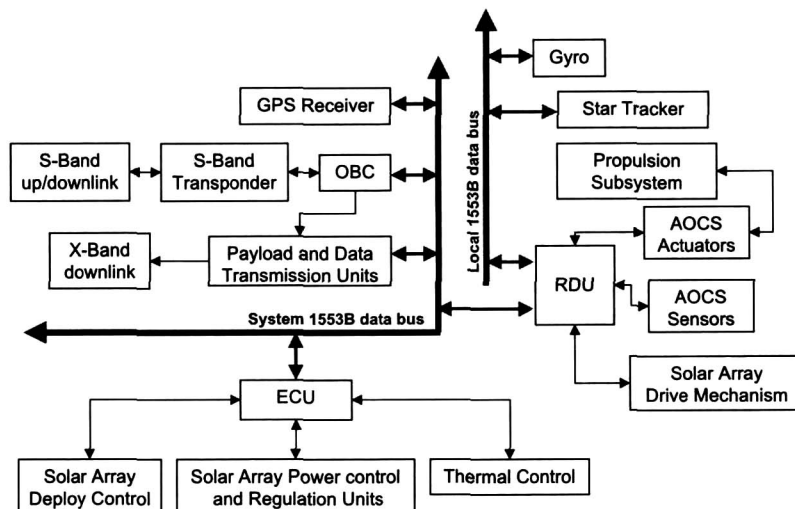 Gyro
GPS Receiver
Star Tracker
Local 1553B data bus
S-Band
up/downlink
S-Band
Transponder
OBC
Propulsion
Subsystem
X-Band
downlink
Payload and Data
Transmission Units
AOCS
Actuators
RDU
AOCS
Sensors
System 1553B data bus
Solar Array
Drive Mechanism
ECU
Solar Array
Deploy Control
Solar Array Power control
and Regulation Units
Thermal Control